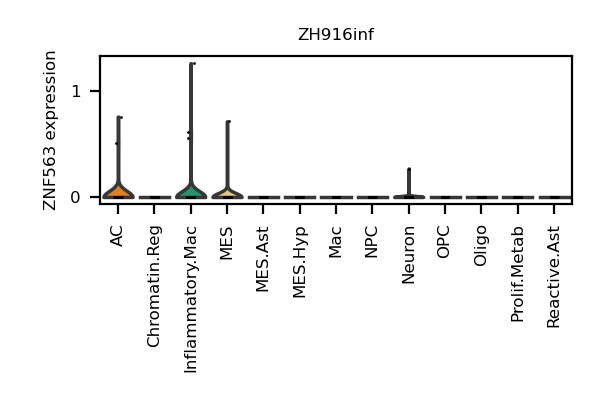 ZH916inf
ZNF563 expression
1
0
AC
Chromatin.Reg
Inflammatory.Mac
MES
MES.Ast
MES.Hyp
Mac
NPC
Neuron
OPC
Oligo
Prolif.Metab
Reactive.Ast